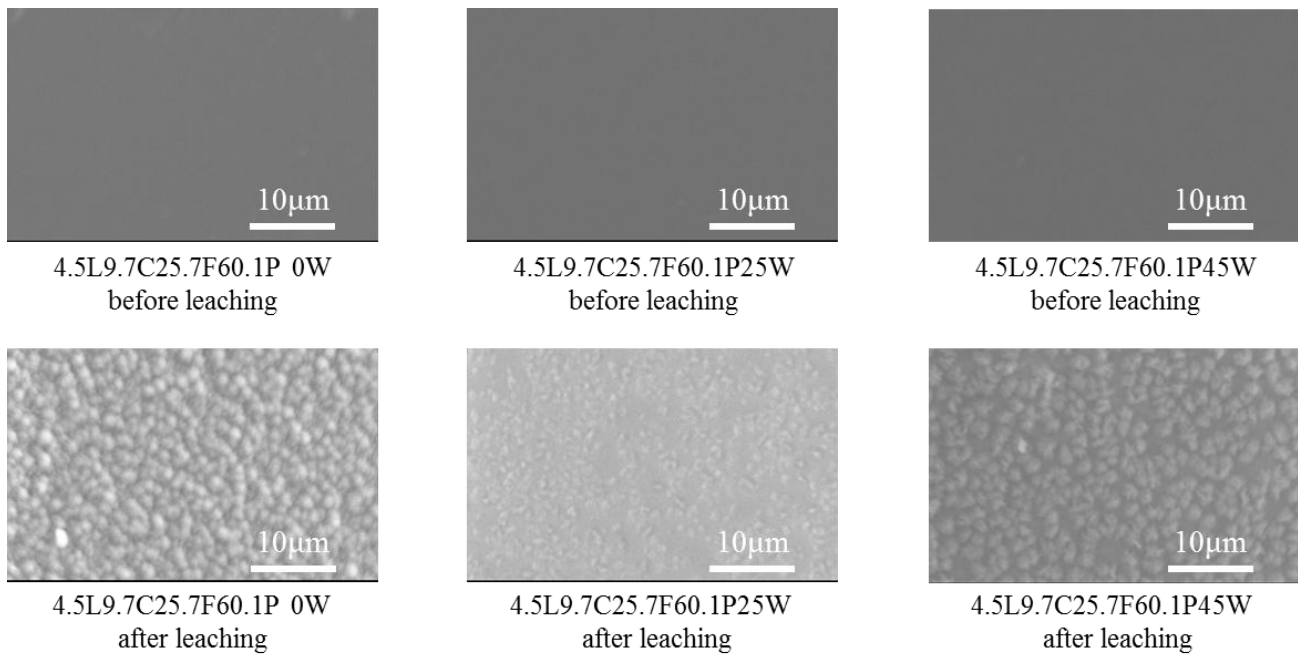 10μm
10μm
10μm
4.5L9.7C25.7F60.1P 0W
before leaching
4.5L9.7C25.7F60.1P25W
before leaching
4.5L9.7C25.7F60.1P45W
before leaching
10μm
10μm
10μm
4.5L9.7C25.7F60.1P 0W
after leaching
4.5L9.7C25.7F60.1P25W
after leaching
4.5L9.7C25.7F60.1P45W
after leaching